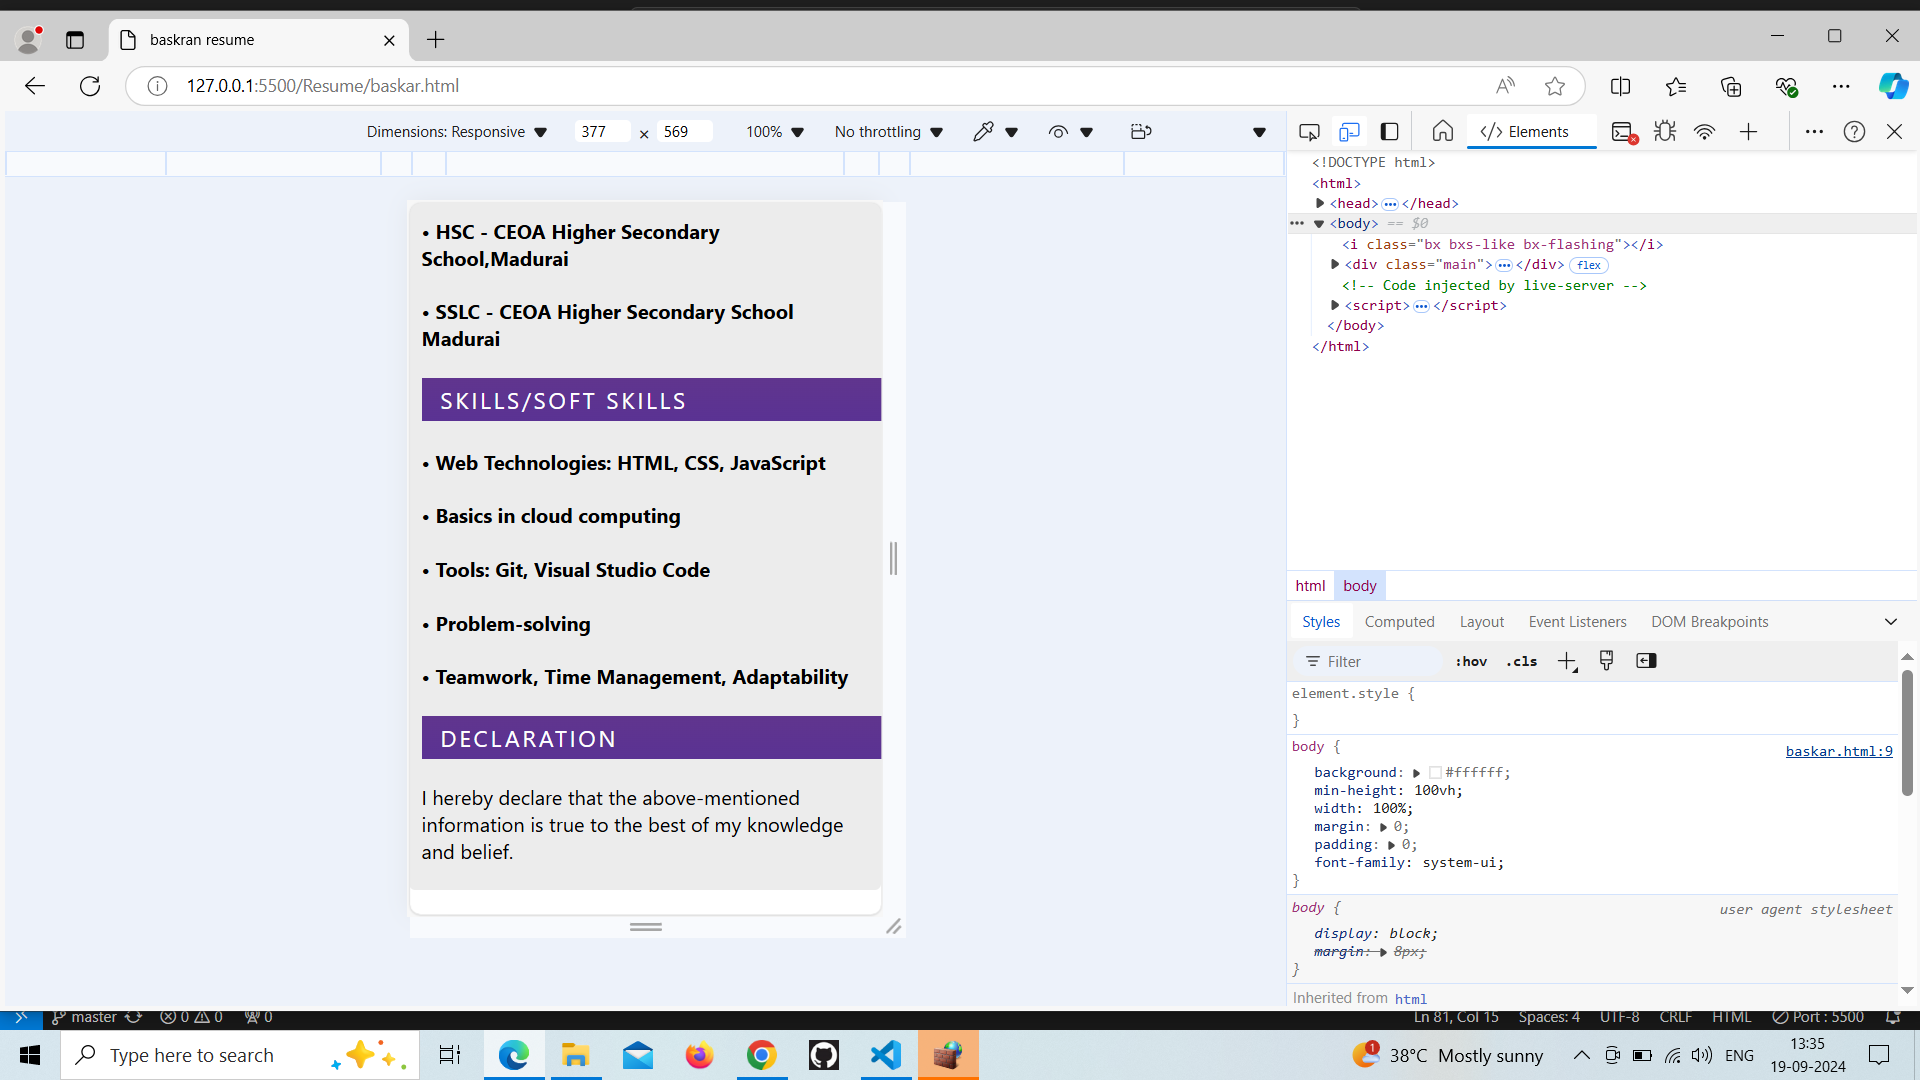 baskran resume
127.0.0.1:5500/Resume/baskar.html
Dimensions: Responsive 377 × 569 100% No throttling
Elements
<!DOCTYPE html>
<html>
<head> ••• </head>
••• <body> == $0
<i class="bx bxs-like bx-flashing"></i>
<div class="main"> ••• </div> flex
<!-- Code injected by live-server -->
<script> ••• </script>
</body>
</html>
• HSC - CEOA Higher Secondary
School,Madurai
• SSLC - CEOA Higher Secondary School
Madurai
SKILLS/SOFT SKILLS
• Web Technologies: HTML, CSS, JavaScript
• Basics in cloud computing
• Tools: Git, Visual Studio Code
• Problem-solving
• Teamwork, Time Management, Adaptability
DECLARATION
I hereby declare that the above-mentioned
information is true to the best of my knowledge
and belief.
html body
Styles Computed Layout Event Listeners DOM Breakpoints
Filter :hov .cls
element.style {
}
body { baskar.html:9
background: #ffffff;
min-height: 100vh;
width: 100%;
margin: 0;
padding: 0;
font-family: system-ui;
}
body { user agent stylesheet
display: block;
margin: 8px;
}
Inherited from html
master 0 0 0 Ln 81, Col 15 Spaces: 4 UTF-8 CRLF HTML Port : 5500
Type here to search
1 38°C Mostly sunny ENG 13:35
19-09-2024